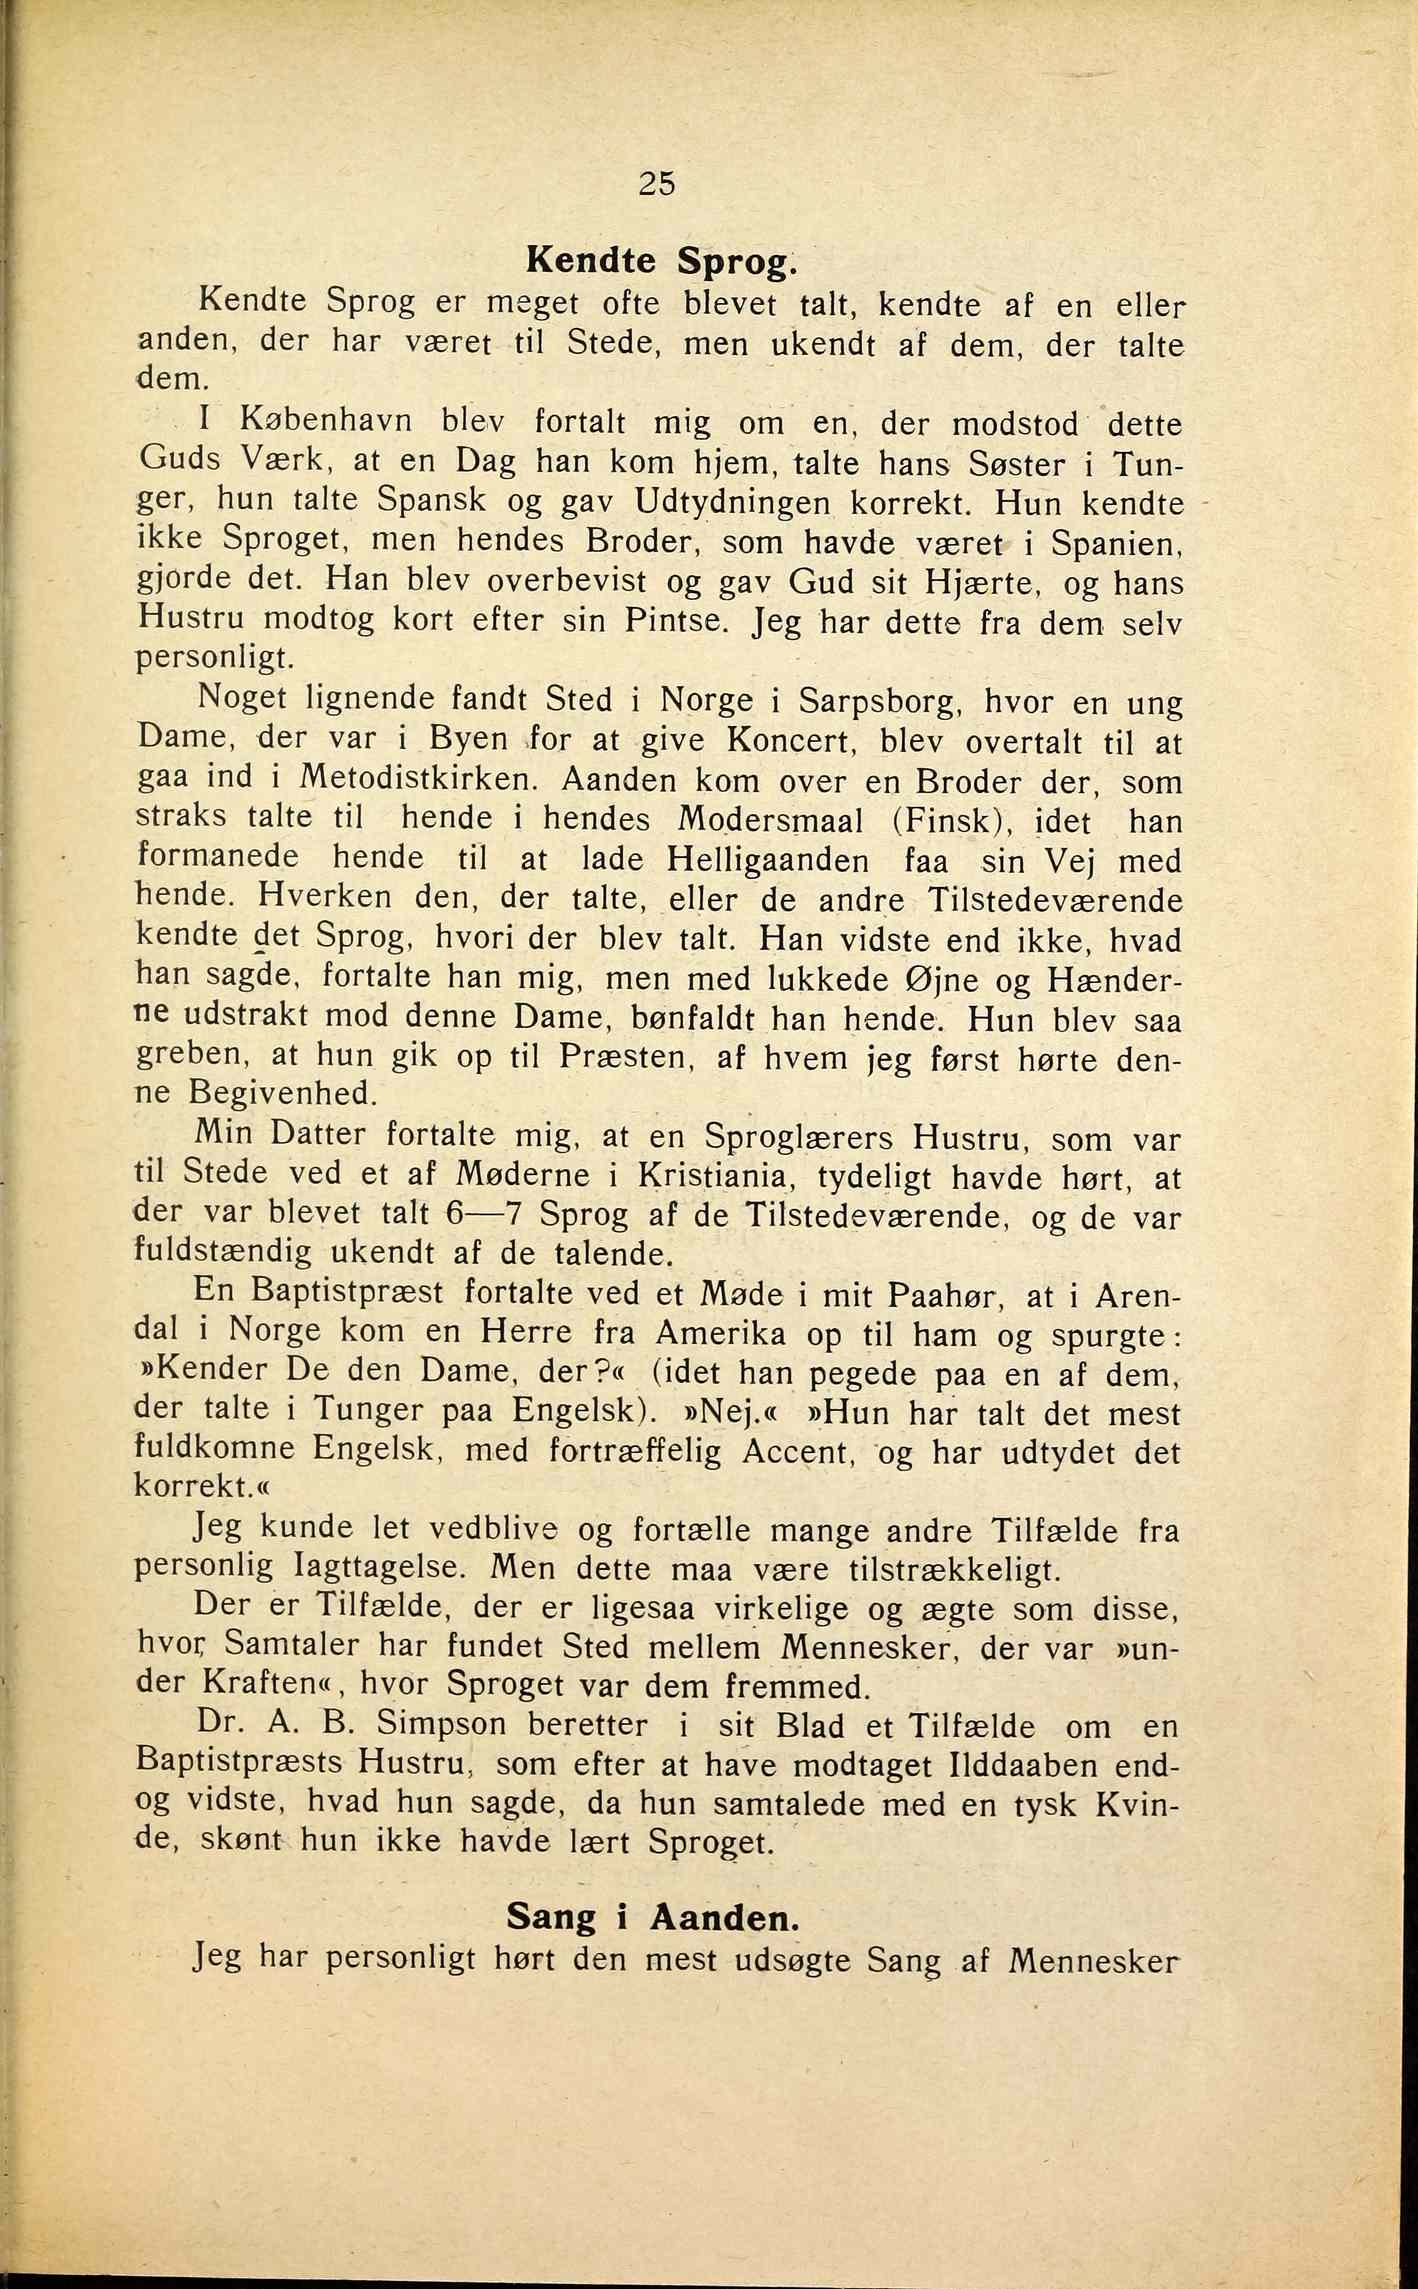 25
Kendte Sprog.
Kendte Sprog er meget ofte blevet talt, kendte af en eller
anden, der har været til Stede, men ukendt af dem, der talte
dem.
I København blev fortalt mig om en, der modstod dette
Guds Værk, at en Dag han kom hjem, talte hans Søster i Tun-
ger, hun talte Spansk og gav Udtydningen korrekt. Hun kendte
ikke Sproget, men hendes Broder, som havde været i Spanien,
gjorde det. Han blev overbevist og gav Gud sit Hjærte, og hans
Hustru modtog kort efter sin Pintse. Jeg har dette fra dem selv
personligt.
Noget lignende fandt Sted i Norge i Sarpsborg, hvor en ung
Dame, der var i Byen for at give Koncert, blev overtalt til at
gaa ind i Metodistkirken. Aanden kom over en Broder der, som
straks talte til hende i hendes Modersmaal (Finsk), idet han
formanede hende til at lade Helligaanden faa sin Vej med
hende. Hverken den, der talte, eller de andre Tilstedeværende
kendte det Sprog, hvori der blev talt. Han vidste end ikke, hvad
han sagde, fortalte han mig, men med lukkede Øjne og Hænder-
ne udstrakt mod denne Dame, bønfaldt han hende. Hun blev saa
greben, at hun gik op til Præsten, af hvem jeg først hørte den-
ne Begivenhed.
Min Datter fortalte mig, at en Sproglærers Hustru, som var
til Stede ved et af Møderne i Kristiania, tydeligt havde hørt, at
der var blevet talt 6—7 Sprog af de Tilstedeværende, og de var
fuldstændig ukendt af de talende.
En Baptistpræst fortalte ved et Møde i mit Paahør, at i Aren-
dal i Norge kom en Herre fra Amerika op til ham og spurgte:
»Kender De den Dame, der?« (idet han pegede paa en af dem,
der talte i Tunger paa Engelsk). »Nej.« »Hun har talt det mest
fuldkomne Engelsk, med fortræffelig Accent, og har udtydet det
korrekt.«
Jeg kunde let vedblive og fortælle mange andre Tilfælde fra
personlig Iagttagelse. Men dette maa være tilstrækkeligt.
Der er Tilfælde, der er ligesaa virkelige og ægte som disse,
hvor Samtaler har fundet Sted mellem Mennesker, der var »un-
der Kraften«, hvor Sproget var dem fremmed.
Dr. A. B. Simpson beretter i sit Blad et Tilfælde om en
Baptistpræsts Hustru, som efter at have modtaget Ilddaaben end-
og vidste, hvad hun sagde, da hun samtalede med en tysk Kvin-
de, skønt hun ikke havde lært Sproget.
Sang i Aanden.
Jeg har personligt hørt den mest udsøgte Sang af Mennesker